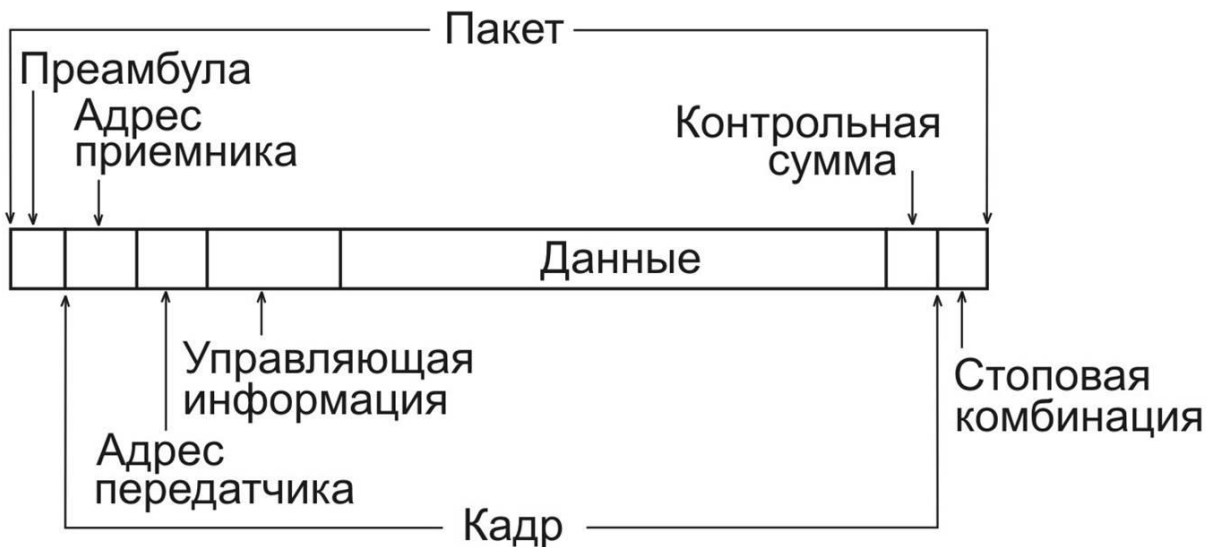 Пакет
Преамбула
Адрес
приемника
Контрольная
сумма
Данные
Управляющая
информация
Стоповая
комбинация
Адрес
передатчика
Кадр